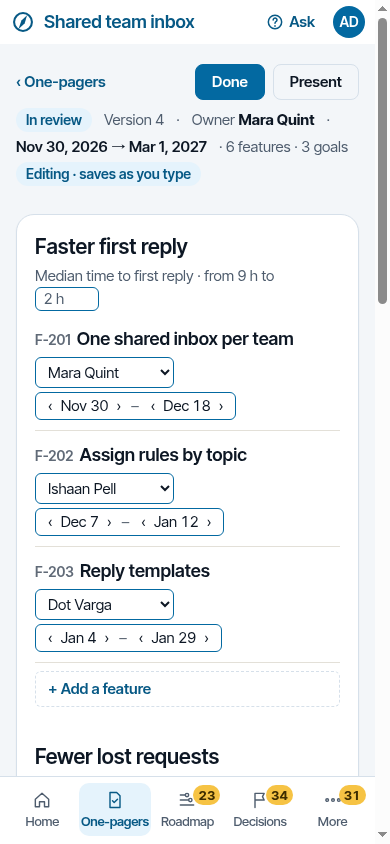 Shared team inbox
Ask
AD
‹ One-pagers
Done
Present
In review Version 4 · Owner Mara Quint ·
Nov 30, 2026 → Mar 1, 2027 · 6 features · 3 goals
Editing · saves as you type
Faster first reply
Median time to first reply · from 9 h to
2 h
F-201 One shared inbox per team
Mara Quint
‹ Nov 30 › – ‹ Dec 18 ›
F-202 Assign rules by topic
Ishaan Pell
‹ Dec 7 › – ‹ Jan 12 ›
F-203 Reply templates
Dot Varga
‹ Jan 4 › – ‹ Jan 29 ›
+ Add a feature
Fewer lost requests
Home
One-pagers
23
Roadmap
34
Decisions
31
More